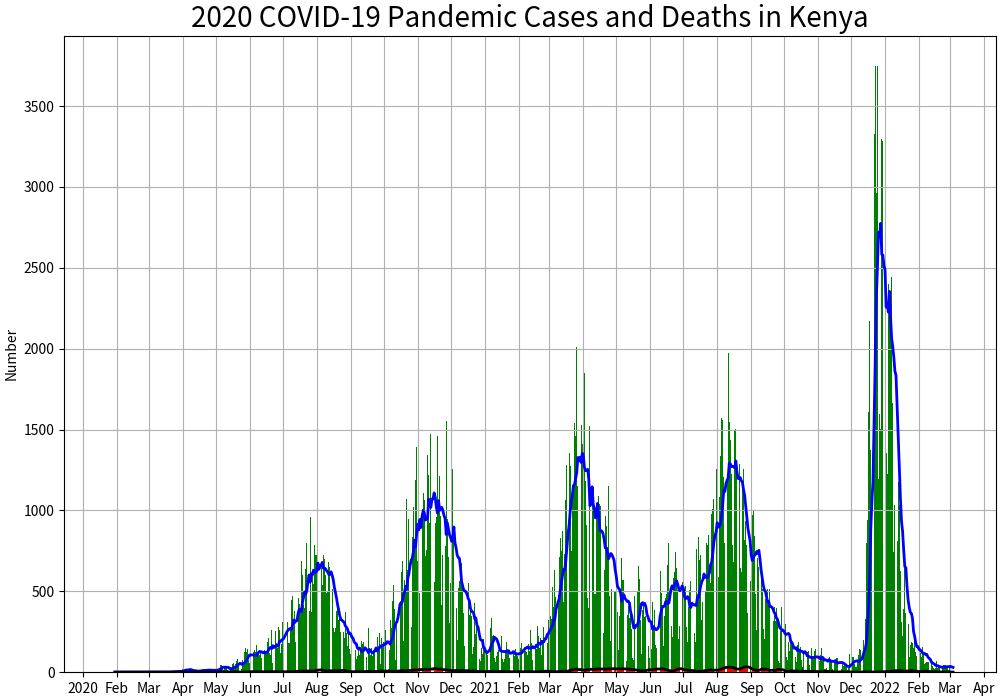 2020 COVID-19 Pandemic Cases and Deaths in Kenya
3500
3000
2500
2000
1500
1000
500
0
Number
2020 Feb Mar Apr May Jun Jul Aug Sep Oct Nov Dec 2021 Feb Mar Apr May Jun Jul Aug Sep Oct Nov Dec 2022 Feb Mar Apr